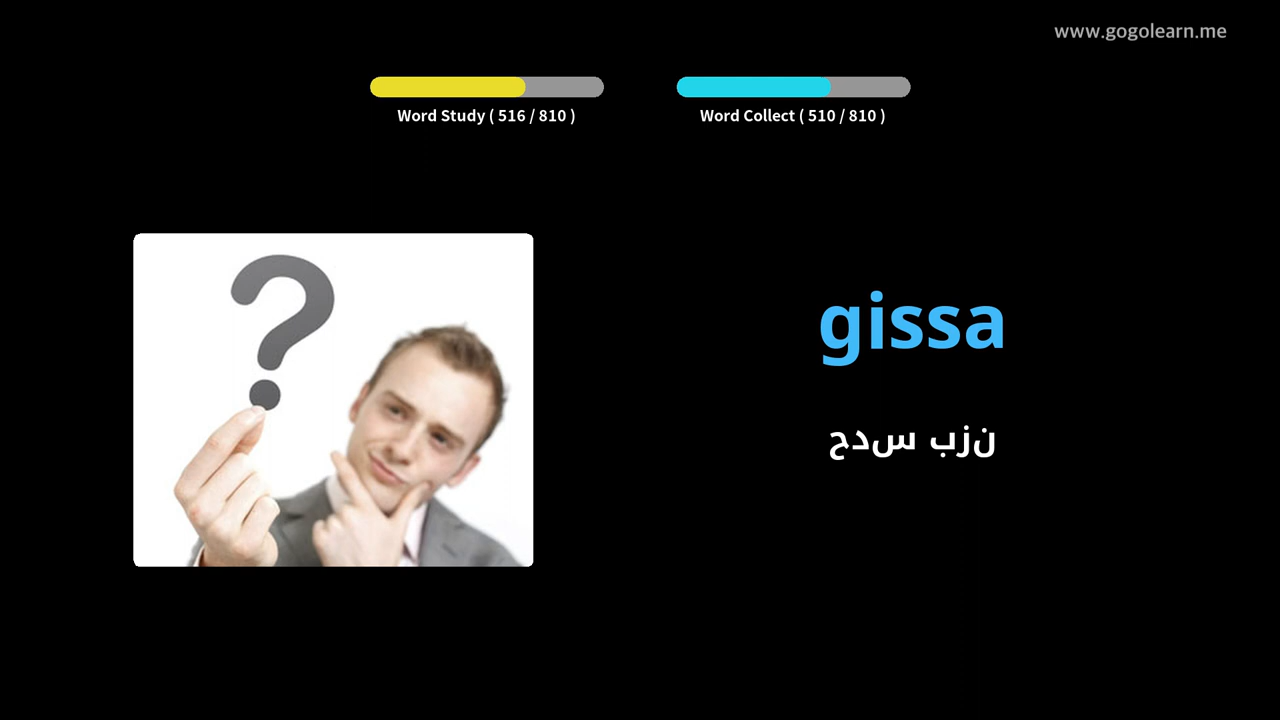 www.gogolearn.me
Word Study ( 516 / 810 )
Word Collect ( 510 / 810 )
gissa
نزب سدح